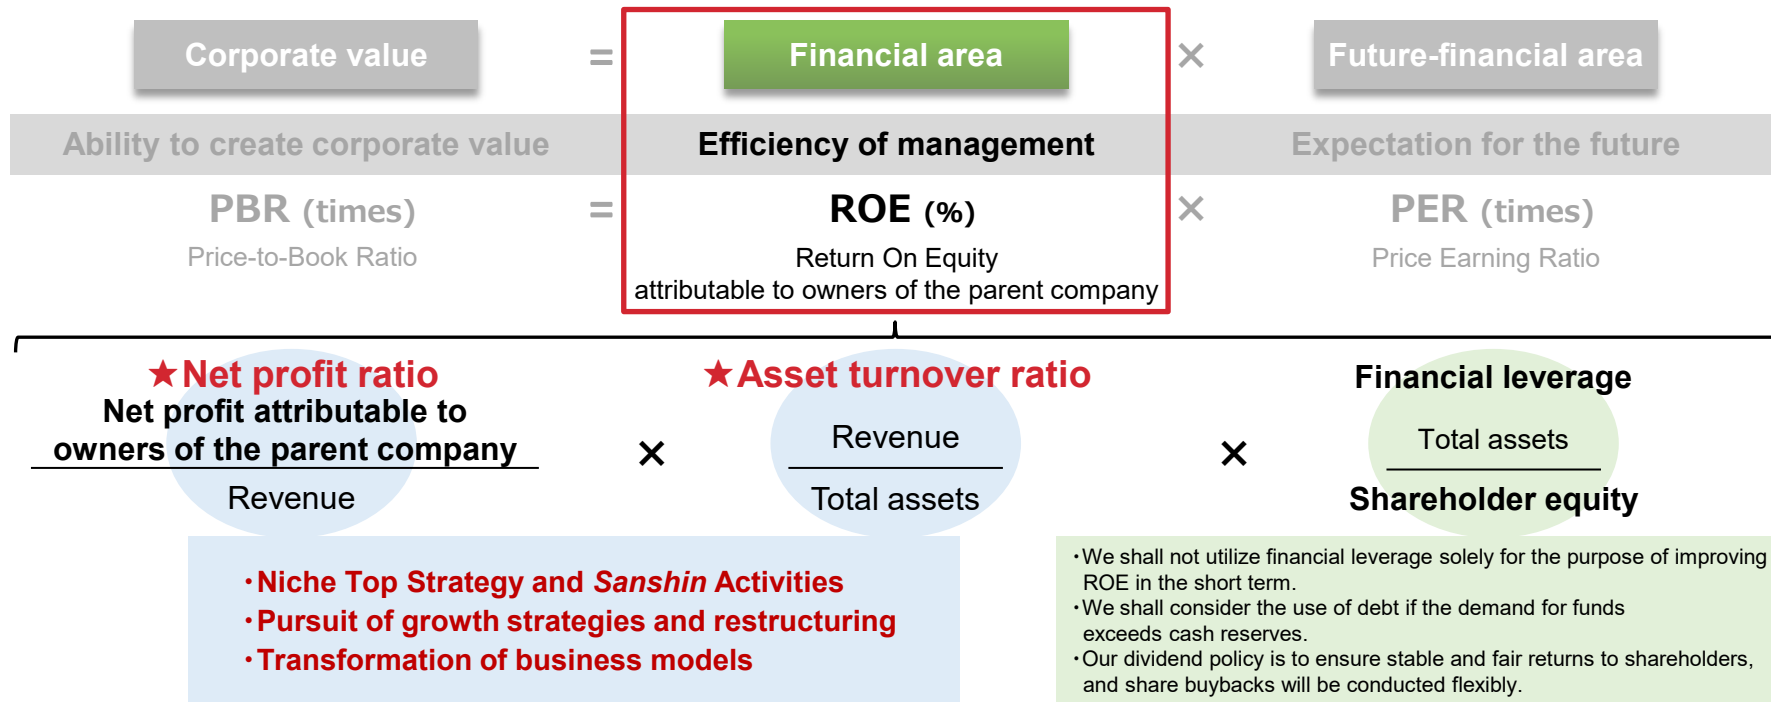 Corporate value = Financial area × Future-financial area
Ability to create corporate value Efficiency of management Expectation for the future
PBR (times) = ROE (%) × PER (times)
Price-to-Book Ratio Return On Equity Price Earning Ratio
attributable to owners of the parent company
★Net profit ratio ★Asset turnover ratio Financial leverage
Net profit attributable to
owners of the parent company × Revenue × Total assets
Revenue Total assets Shareholder equity
・Niche Top Strategy and Sanshin Activities
・Pursuit of growth strategies and restructuring
・Transformation of business models
・We shall not utilize financial leverage solely for the purpose of improving
ROE in the short term.
・We shall consider the use of debt if the demand for funds
exceeds cash reserves.
・Our dividend policy is to ensure stable and fair returns to shareholders,
and share buybacks will be conducted flexibly.